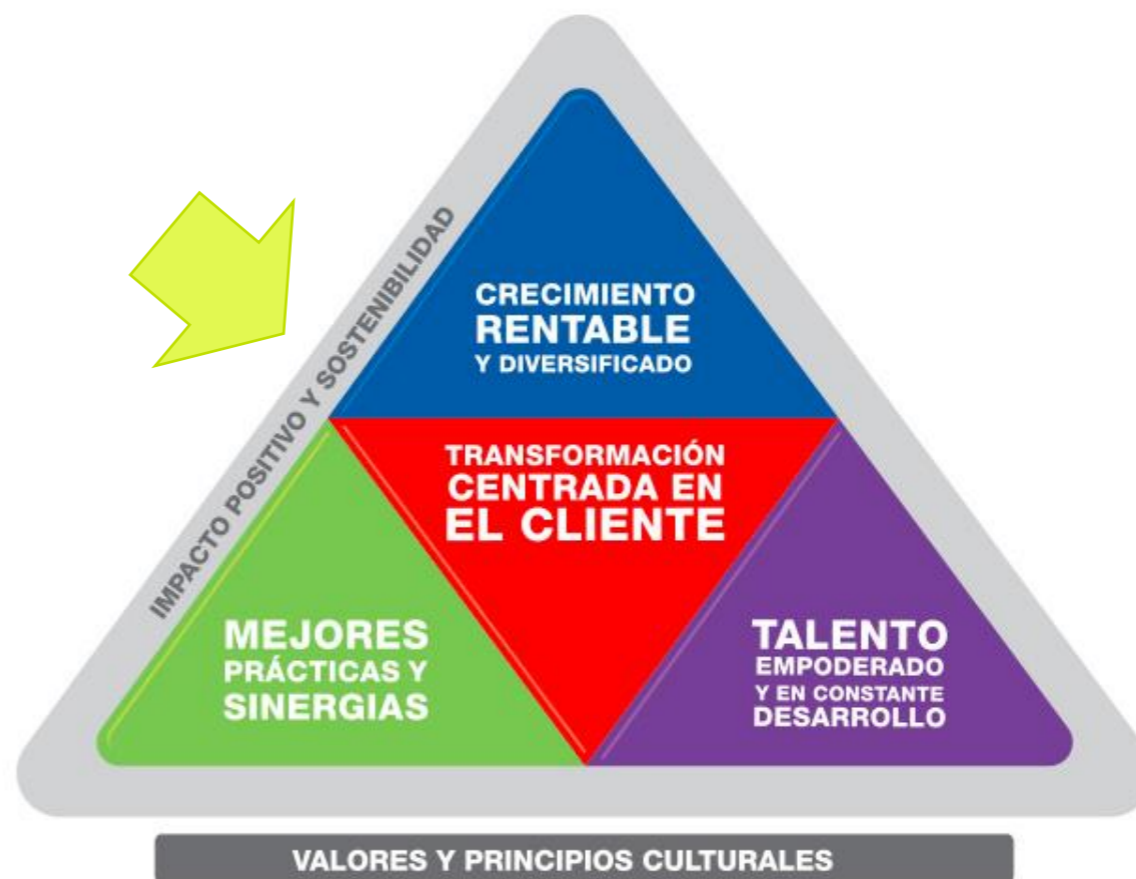 IMPACTO POSITIVO Y SOSTENIBILIDAD
CRECIMIENTO
RENTABLE
Y DIVERSIFICADO
TRANSFORMACIÓN
CENTRADA EN
EL CLIENTE
MEJORES
PRÁCTICAS Y
SINERGIAS
TALENTO
EMPODERADO
Y EN CONSTANTE
DESARROLLO
VALORES Y PRINCIPIOS CULTURALES